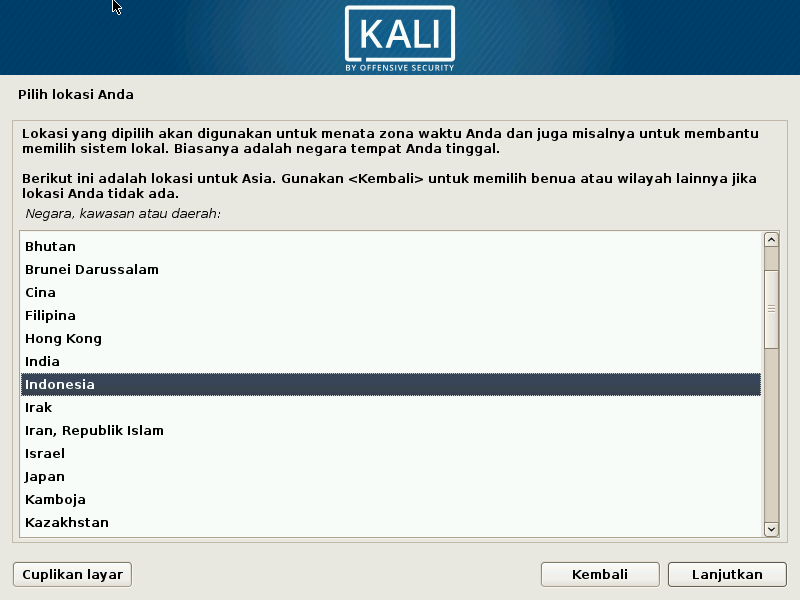 KALI
BY OFFENSIVE SECURITY
Pilih lokasi Anda
Lokasi yang dipilih akan digunakan untuk menata zona waktu Anda dan juga misalnya untuk membantu
memilih sistem lokal. Biasanya adalah negara tempat Anda tinggal.
Berikut ini adalah lokasi untuk Asia. Gunakan <Kembali> untuk memilih benua atau wilayah lainnya jika
lokasi Anda tidak ada.
Negara, kawasan atau daerah:
Bhutan
Brunei Darussalam
Cina
Filipina
Hong Kong
India
Indonesia
Irak
Iran, Republik Islam
Israel
Japan
Kamboja
Kazakhstan
Cuplikan layar
Kembali
Lanjutkan